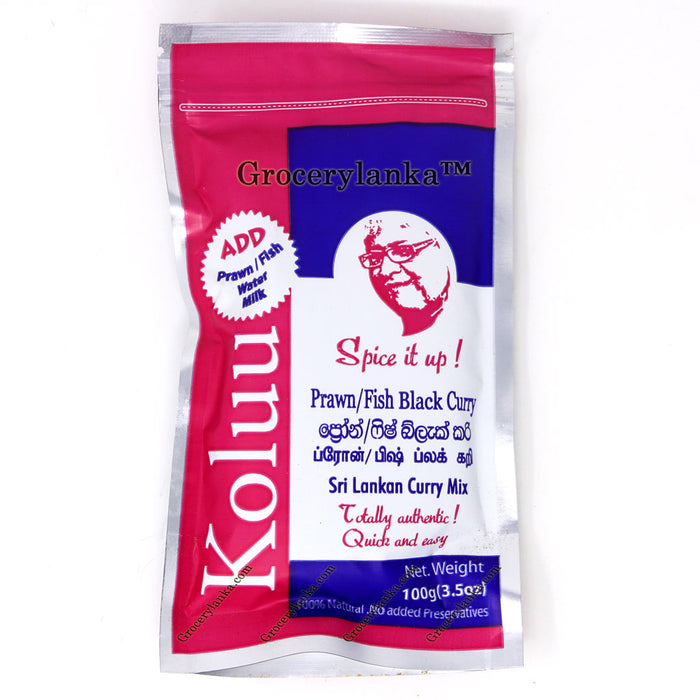 Grocerylanka™
ADD
Prawn / Fish
Water
Milk
Koluu
Spice it up !
Prawn/Fish Black Curry
ප්‍රෝන්/ෆිෂ් බ්ලැක් කරි
ப்ரோன்/ பிஷ் ப்லக் கறி
Sri Lankan Curry Mix
Totally authentic !
Quick and easy
Net. Weight
100g(3.5oz)
100% Natural .No added Preservatives
Grocerylanka.com
Grocerylanka.com
Grocerylanka.com